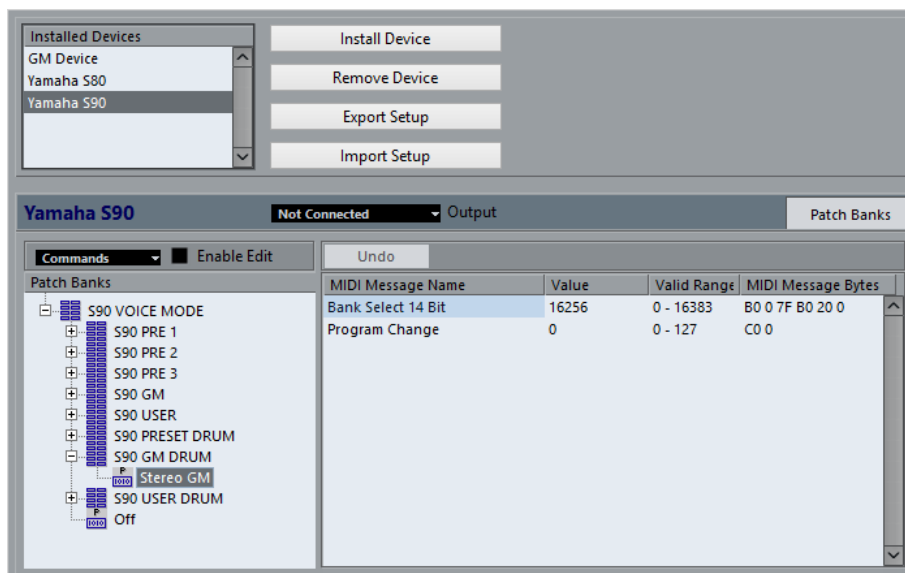 Installed Devices
GM Device
Yamaha S80
Yamaha S90
Install Device
Remove Device
Export Setup
Import Setup
Yamaha S90
Not Connected
Output
Patch Banks
Commands
Enable Edit
Undo
Patch Banks
S90 VOICE MODE
S90 PRE 1
S90 PRE 2
S90 PRE 3
S90 GM
S90 USER
S90 PRESET DRUM
S90 GM DRUM
Stereo GM
S90 USER DRUM
Off
MIDI Message Name Value Valid Range MIDI Message Bytes
Bank Select 14 Bit 16256 0 - 16383 B0 0 7F B0 20 0
Program Change 0 0 - 127 C0 0